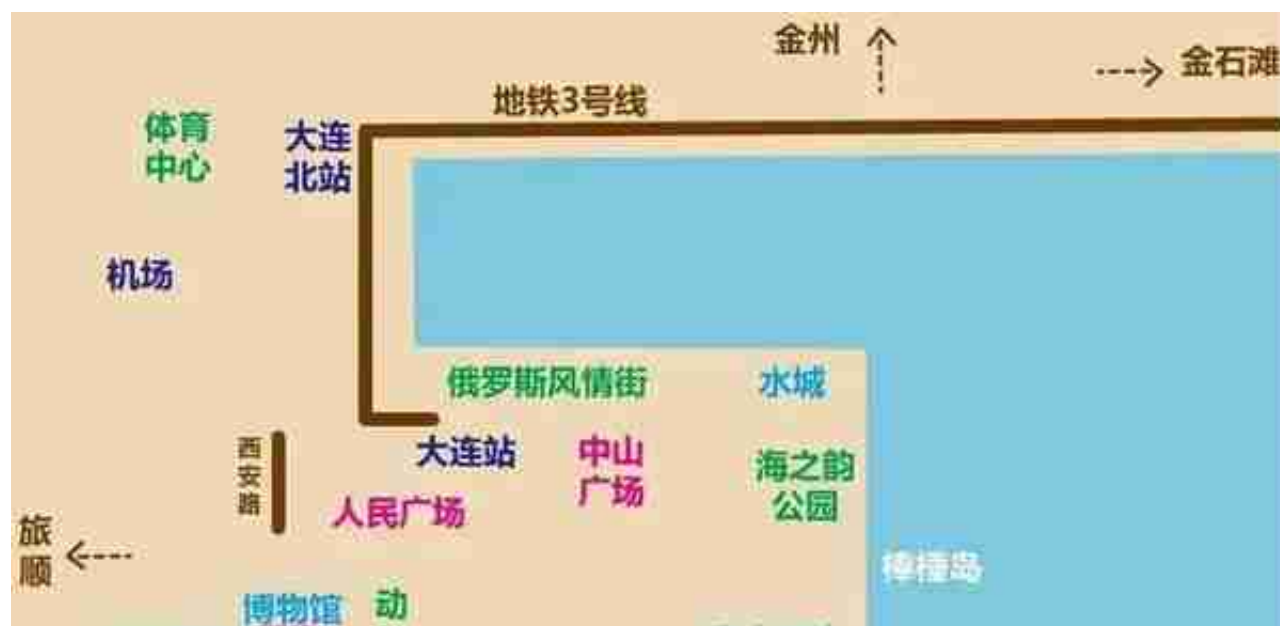 金州
金石滩
地铁3号线
体育
中心
大连
北站
机场
俄罗斯风情街
水城
西
安
路
大连站
中山
广场
海之韵
公园
人民广场
旅
顺
棒棰岛
博物馆
动